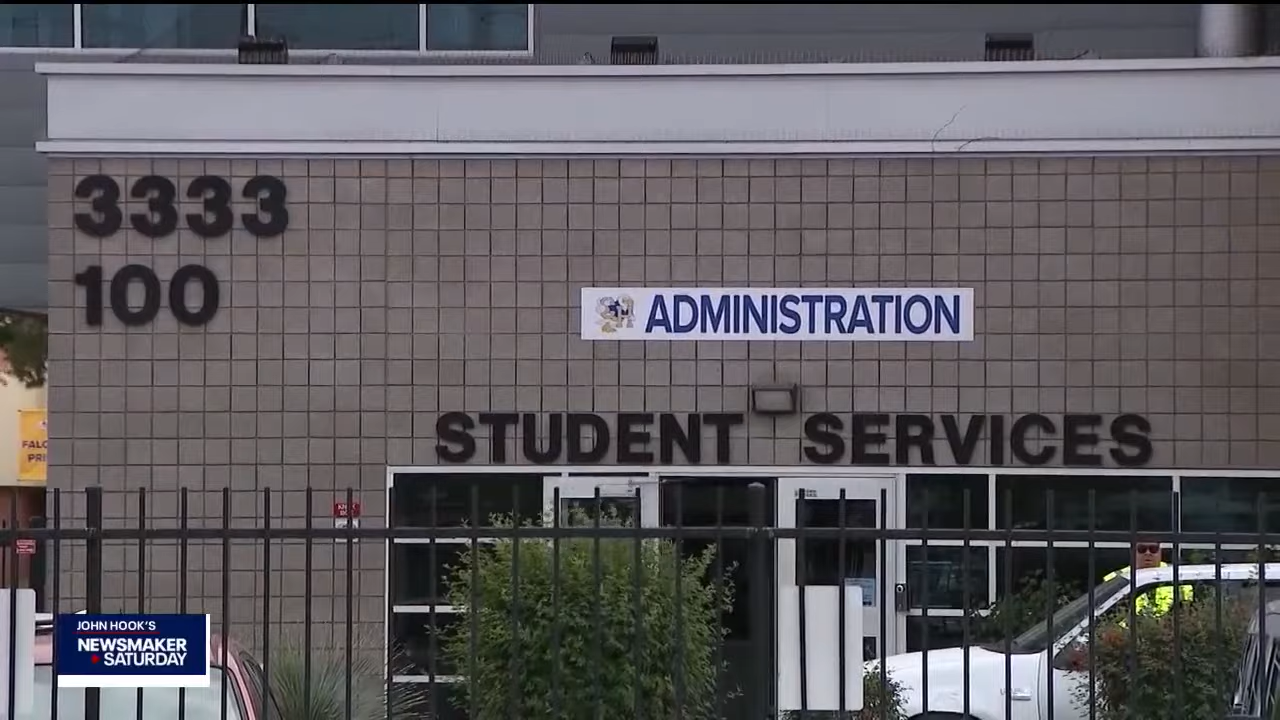 3333
100
ADMINISTRATION
STUDENT SERVICES
JOHN HOOK'S
NEWSMAKER
SATURDAY